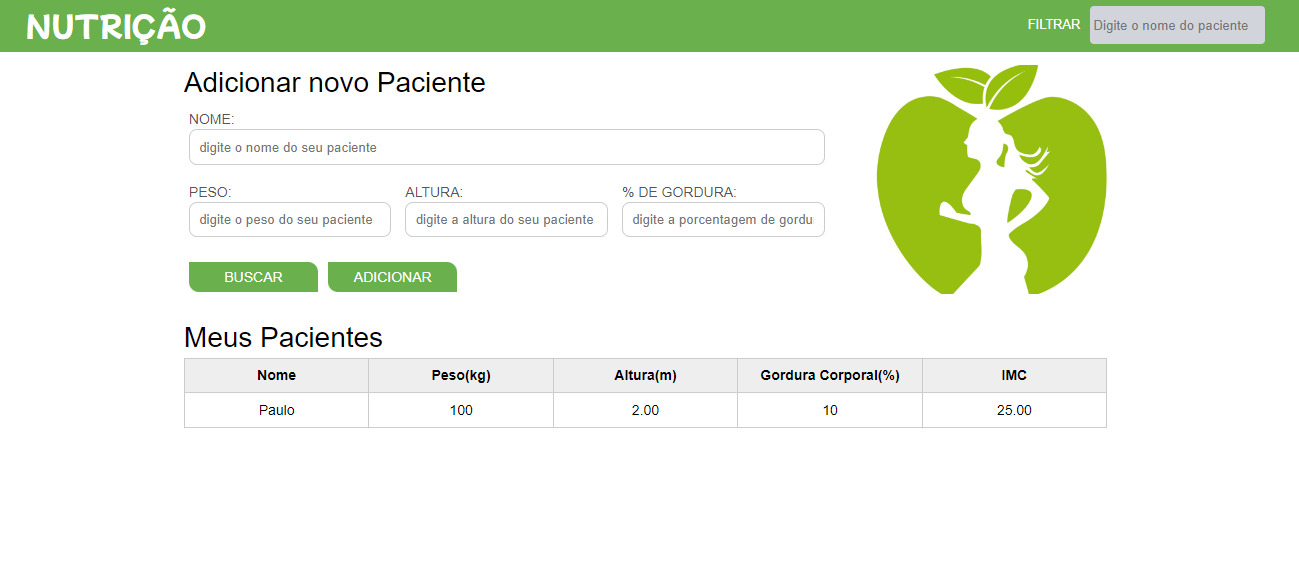 NUTRIÇÃO
FILTRAR Digite o nome do paciente
Adicionar novo Paciente
NOME:
digite o nome do seu paciente
PESO: ALTURA: % DE GORDURA:
digite o peso do seu paciente digite a altura do seu paciente digite a porcentagem de gordu
BUSCAR ADICIONAR
Meus Pacientes
Nome Peso(kg) Altura(m) Gordura Corporal(%) IMC
Paulo 100 2.00 10 25.00